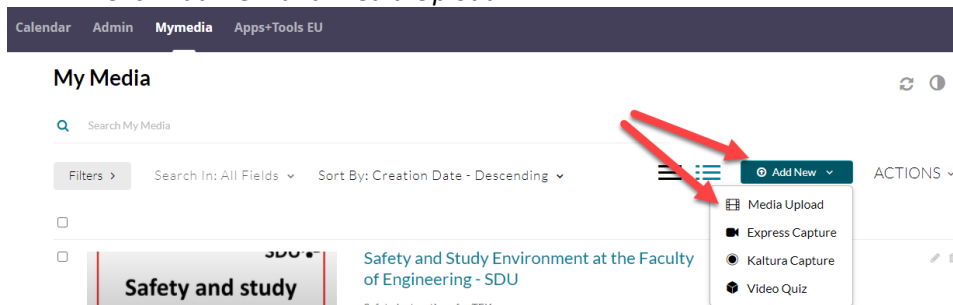 Calendar Admin Mymedia Apps+Tools EU
My Media
Search My Media
Filters > Search In: All Fields Sort By: Creation Date - Descending Add New ACTIONS
Media Upload
Express Capture
Kaltura Capture
Video Quiz
SDU
Safety and study
Safety and Study Environment at the Faculty
of Engineering - SDU